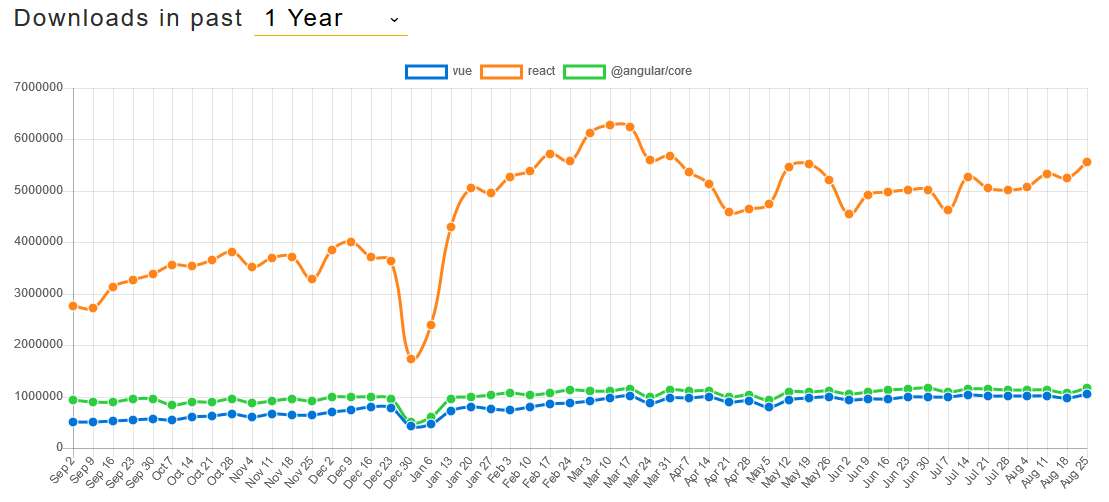 Downloads in past 1 Year
vue react @angular/core
7000000
6000000
5000000
4000000
3000000
2000000
1000000
0
Sep 2 Sep 9 Sep 16 Sep 23 Sep 30 Oct 7 Oct 14 Oct 21 Oct 28 Nov 4 Nov 11 Nov 18 Nov 25 Dec 2 Dec 9 Dec 16 Dec 23 Dec 30 Jan 6 Jan 13 Jan 20 Jan 27 Feb 3 Feb 10 Feb 17 Feb 24 Mar 3 Mar 10 Mar 17 Mar 24 Mar 31 Apr 7 Apr 14 Apr 21 Apr 28 May 5 May 12 May 19 May 26 Jun 2 Jun 9 Jun 16 Jun 23 Jun 30 Jul 7 Jul 14 Jul 21 Jul 28 Aug 4 Aug 11 Aug 18 Aug 25